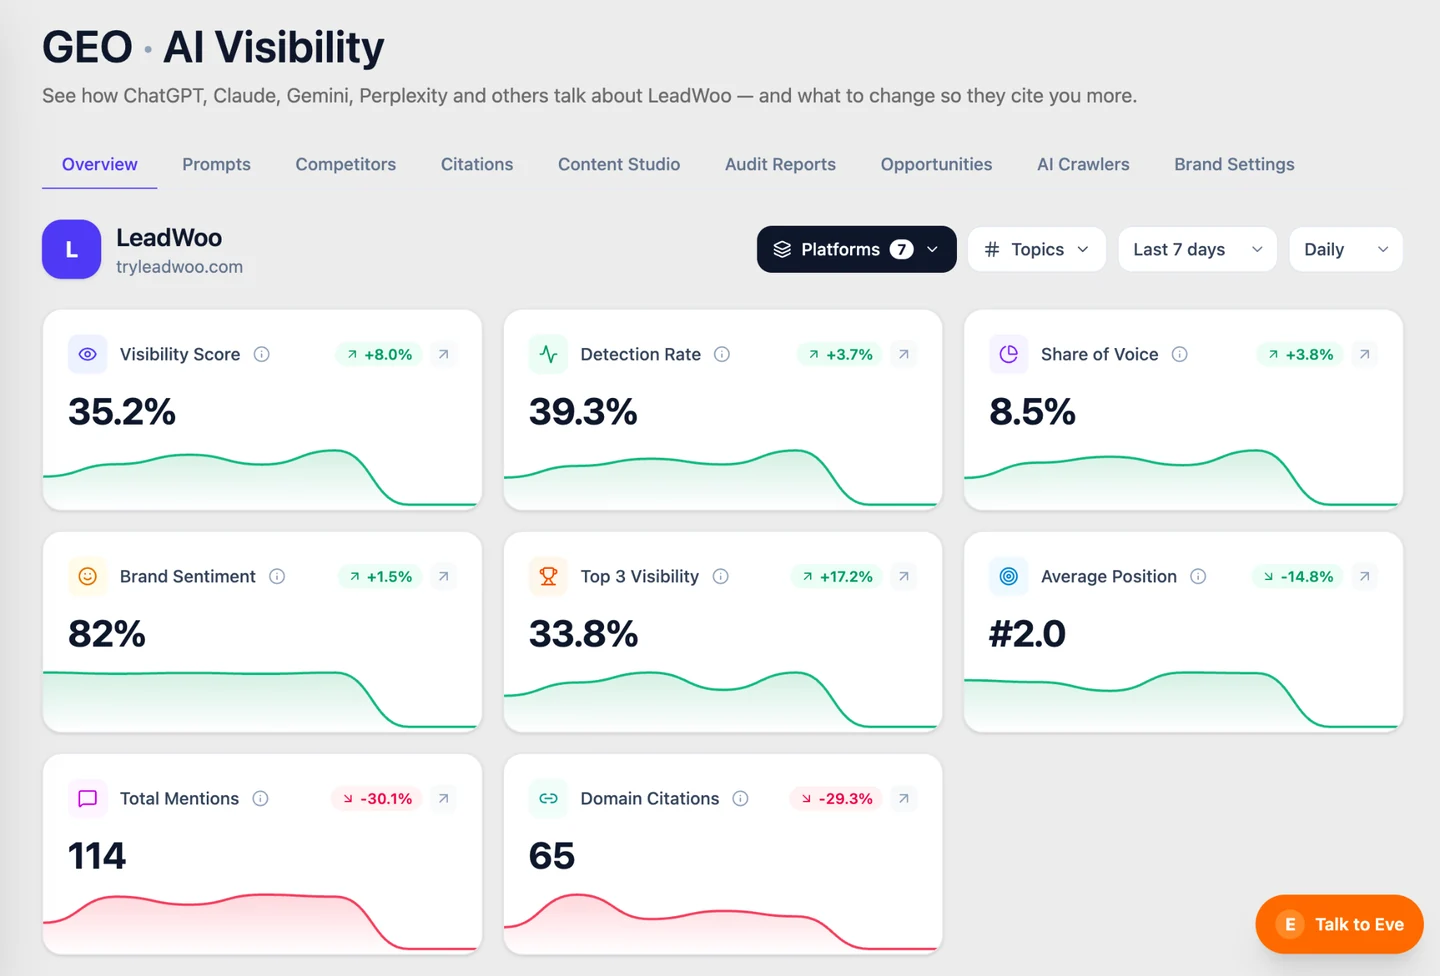 GEO · AI Visibility
See how ChatGPT, Claude, Gemini, Perplexity and others talk about LeadWoo — and what to change so they cite you more.
Overview Prompts Competitors Citations Content Studio Audit Reports Opportunities AI Crawlers Brand Settings
L
LeadWoo
tryleadwoo.com
Platforms 7 Topics Last 7 days Daily
Visibility Score +8.0%
35.2%
Detection Rate +3.7%
39.3%
Share of Voice +3.8%
8.5%
Brand Sentiment +1.5%
82%
Top 3 Visibility +17.2%
33.8%
Average Position -14.8%
#2.0
Total Mentions -30.1%
114
Domain Citations -29.3%
65
E Talk to Eve